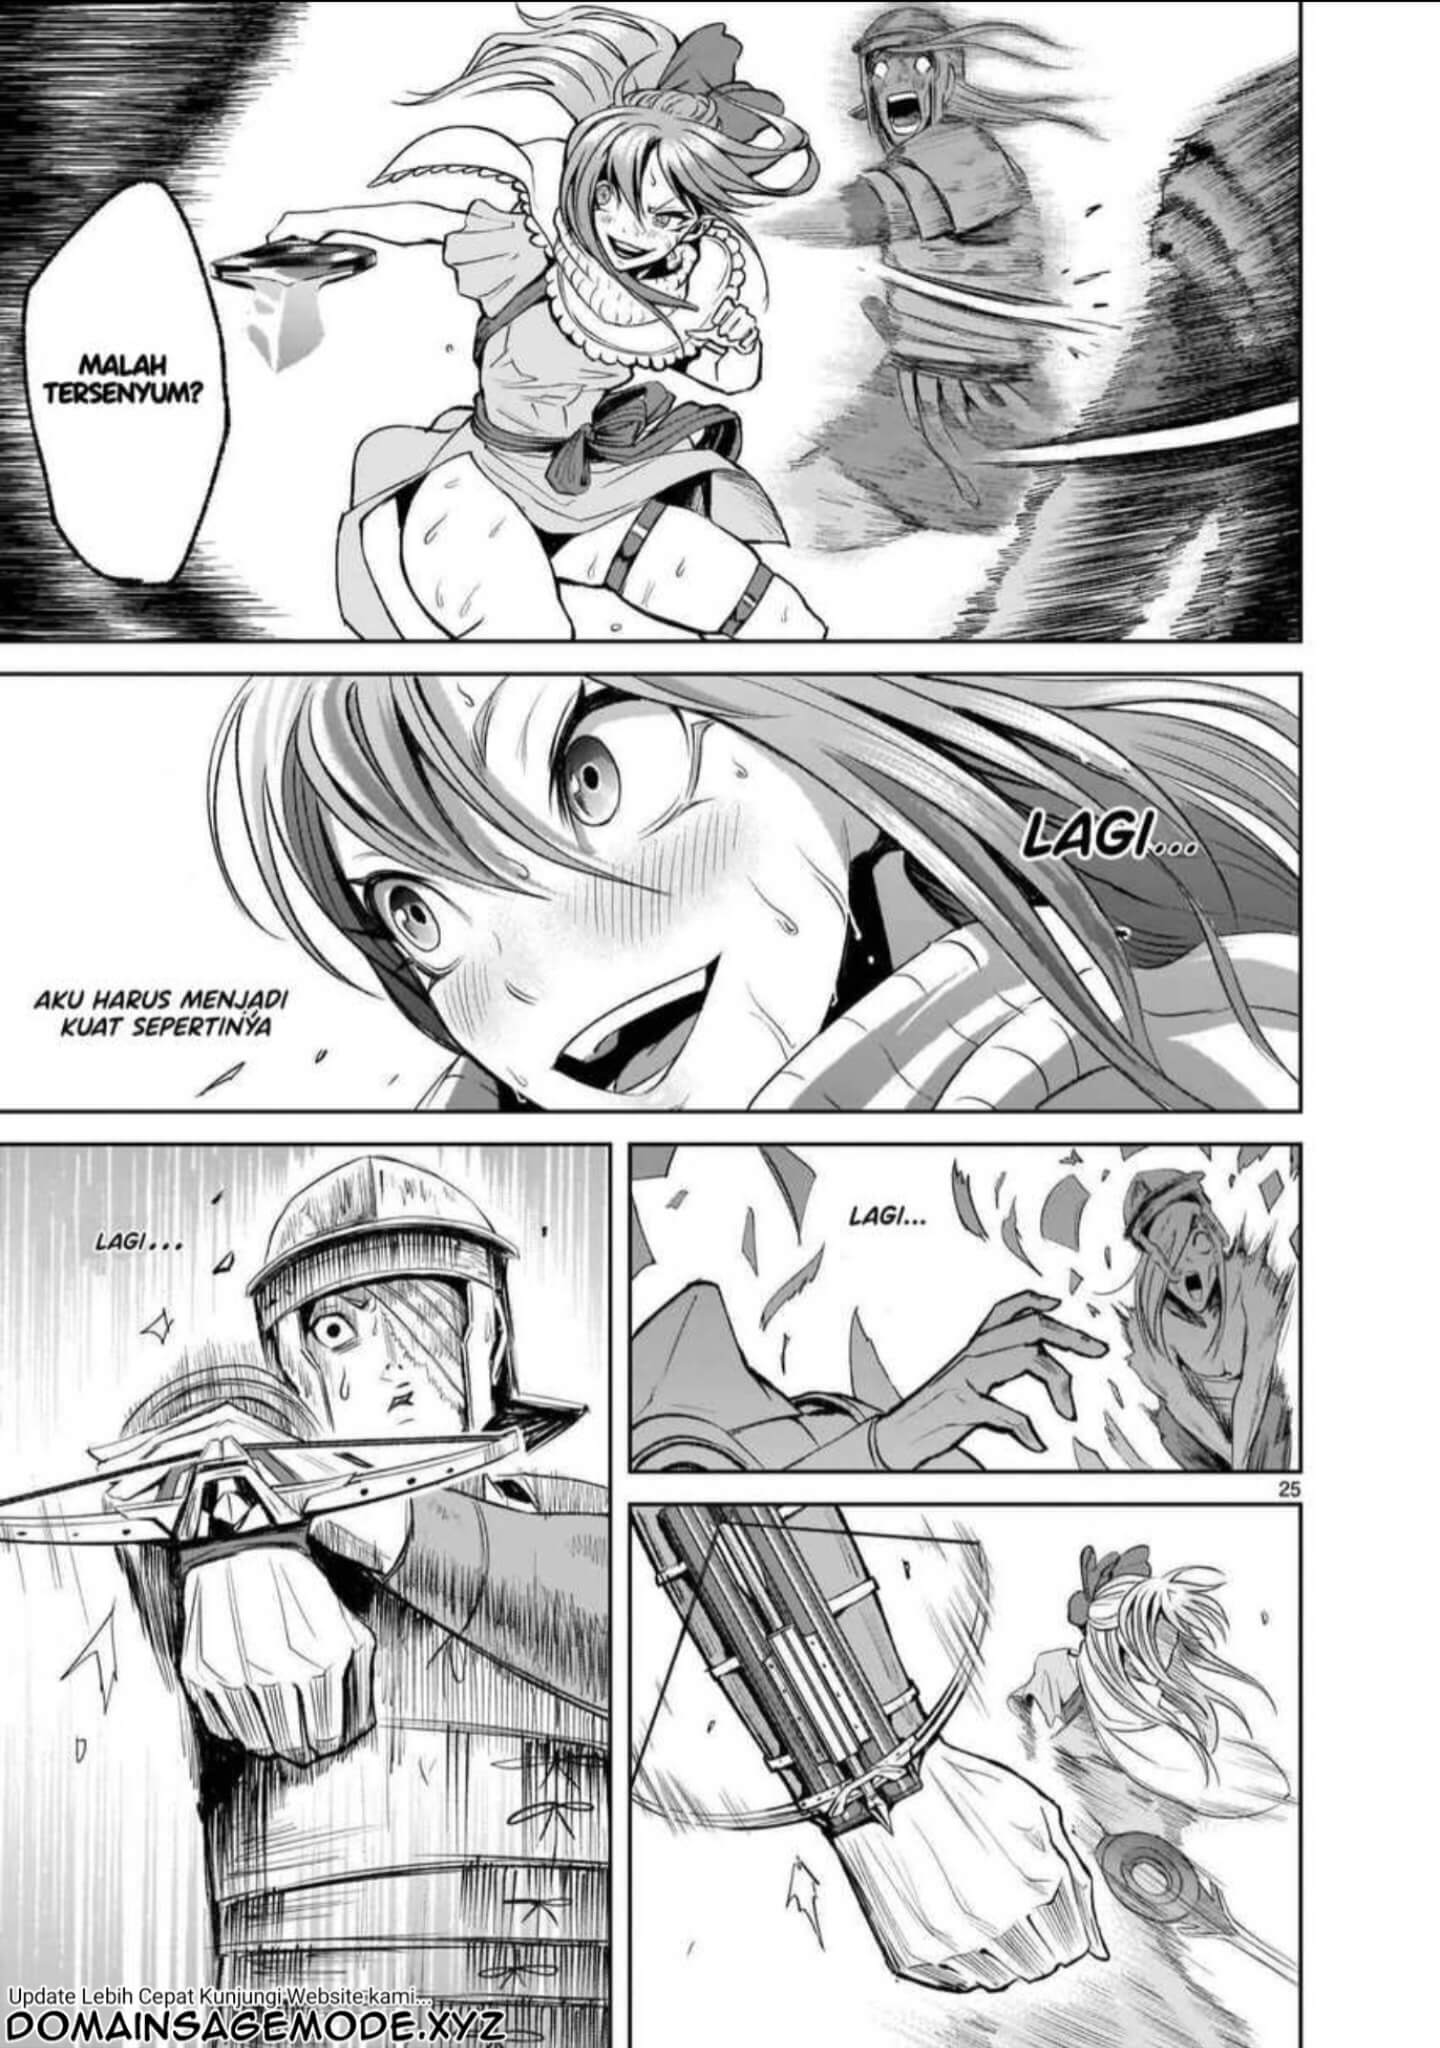 MALAH
TERSENYUM?
LAGI...
AKU HARUS MENJADI
KUAT SEPERTINYA
LAGI...
LAGI...
25
Update Lebih Cepat Kunjungi Website kami...
DOMAINSAGEMODE.XYZ